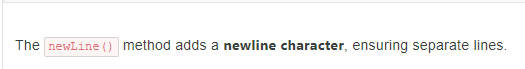 The newLine() method adds a newline character, ensuring separate lines.